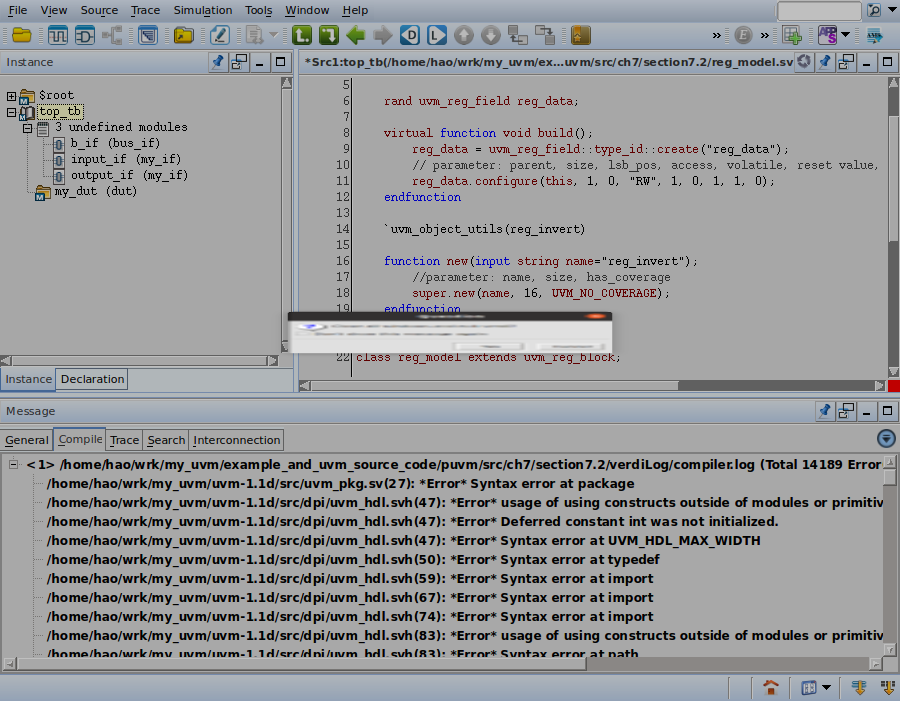 File View Source Trace Simulation Tools Window Help
Instance
*Src1:top_tb(/home/hao/wrk/my_uvm/ex...uvm/src/ch7/section7.2/reg_model.sv
$root
top_tb
3 undefined modules
b_if (bus_if)
input_if (my_if)
output_if (my_if)
my_dut (dut)
Instance Declaration
5
6 rand uvm_reg_field reg_data;
7
8 virtual function void build();
9 reg_data = uvm_reg_field::type_id::create("reg_data");
10 // parameter: parent, size, lsb_pos, access, volatile, reset value,
11 reg_data.configure(this, 1, 0, "RW", 1, 0, 1, 1, 0);
12 endfunction
13
14 `uvm_object_utils(reg_invert)
15
16 function new(input string name="reg_invert");
17 //parameter: name, size, has_coverage
18 super.new(name, 16, UVM_NO_COVERAGE);
19 endfunction
22 class reg_model extends uvm_reg_block;
Message
General Compile Trace Search Interconnection
<1> /home/hao/wrk/my_uvm/example_and_uvm_source_code/puvm/src/ch7/section7.2/verdiLog/compiler.log (Total 14189 Error
/home/hao/wrk/my_uvm/uvm-1.1d/src/uvm_pkg.sv(27): *Error* Syntax error at package
/home/hao/wrk/my_uvm/uvm-1.1d/src/dpi/uvm_hdl.svh(47): *Error* usage of using constructs outside of modules or primitiv
/home/hao/wrk/my_uvm/uvm-1.1d/src/dpi/uvm_hdl.svh(47): *Error* Deferred constant int was not initialized.
/home/hao/wrk/my_uvm/uvm-1.1d/src/dpi/uvm_hdl.svh(47): *Error* Syntax error at UVM_HDL_MAX_WIDTH
/home/hao/wrk/my_uvm/uvm-1.1d/src/dpi/uvm_hdl.svh(50): *Error* Syntax error at typedef
/home/hao/wrk/my_uvm/uvm-1.1d/src/dpi/uvm_hdl.svh(59): *Error* Syntax error at import
/home/hao/wrk/my_uvm/uvm-1.1d/src/dpi/uvm_hdl.svh(67): *Error* Syntax error at import
/home/hao/wrk/my_uvm/uvm-1.1d/src/dpi/uvm_hdl.svh(74): *Error* Syntax error at import
/home/hao/wrk/my_uvm/uvm-1.1d/src/dpi/uvm_hdl.svh(83): *Error* usage of using constructs outside of modules or primitiv
/home/hao/wrk/my_uvm/uvm-1.1d/src/dpi/uvm_hdl.svh(83): *Error* Syntax error at path